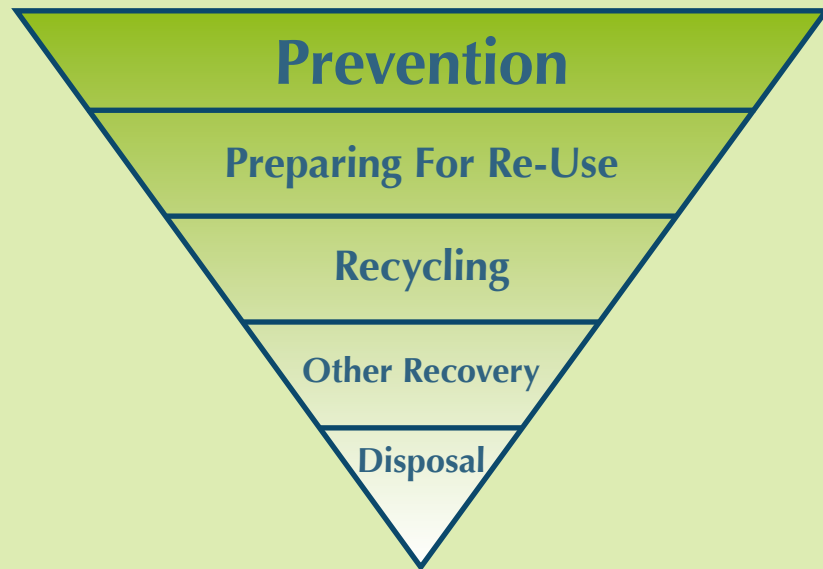 Prevention
Preparing For Re-Use
Recycling
Other Recovery
Disposal